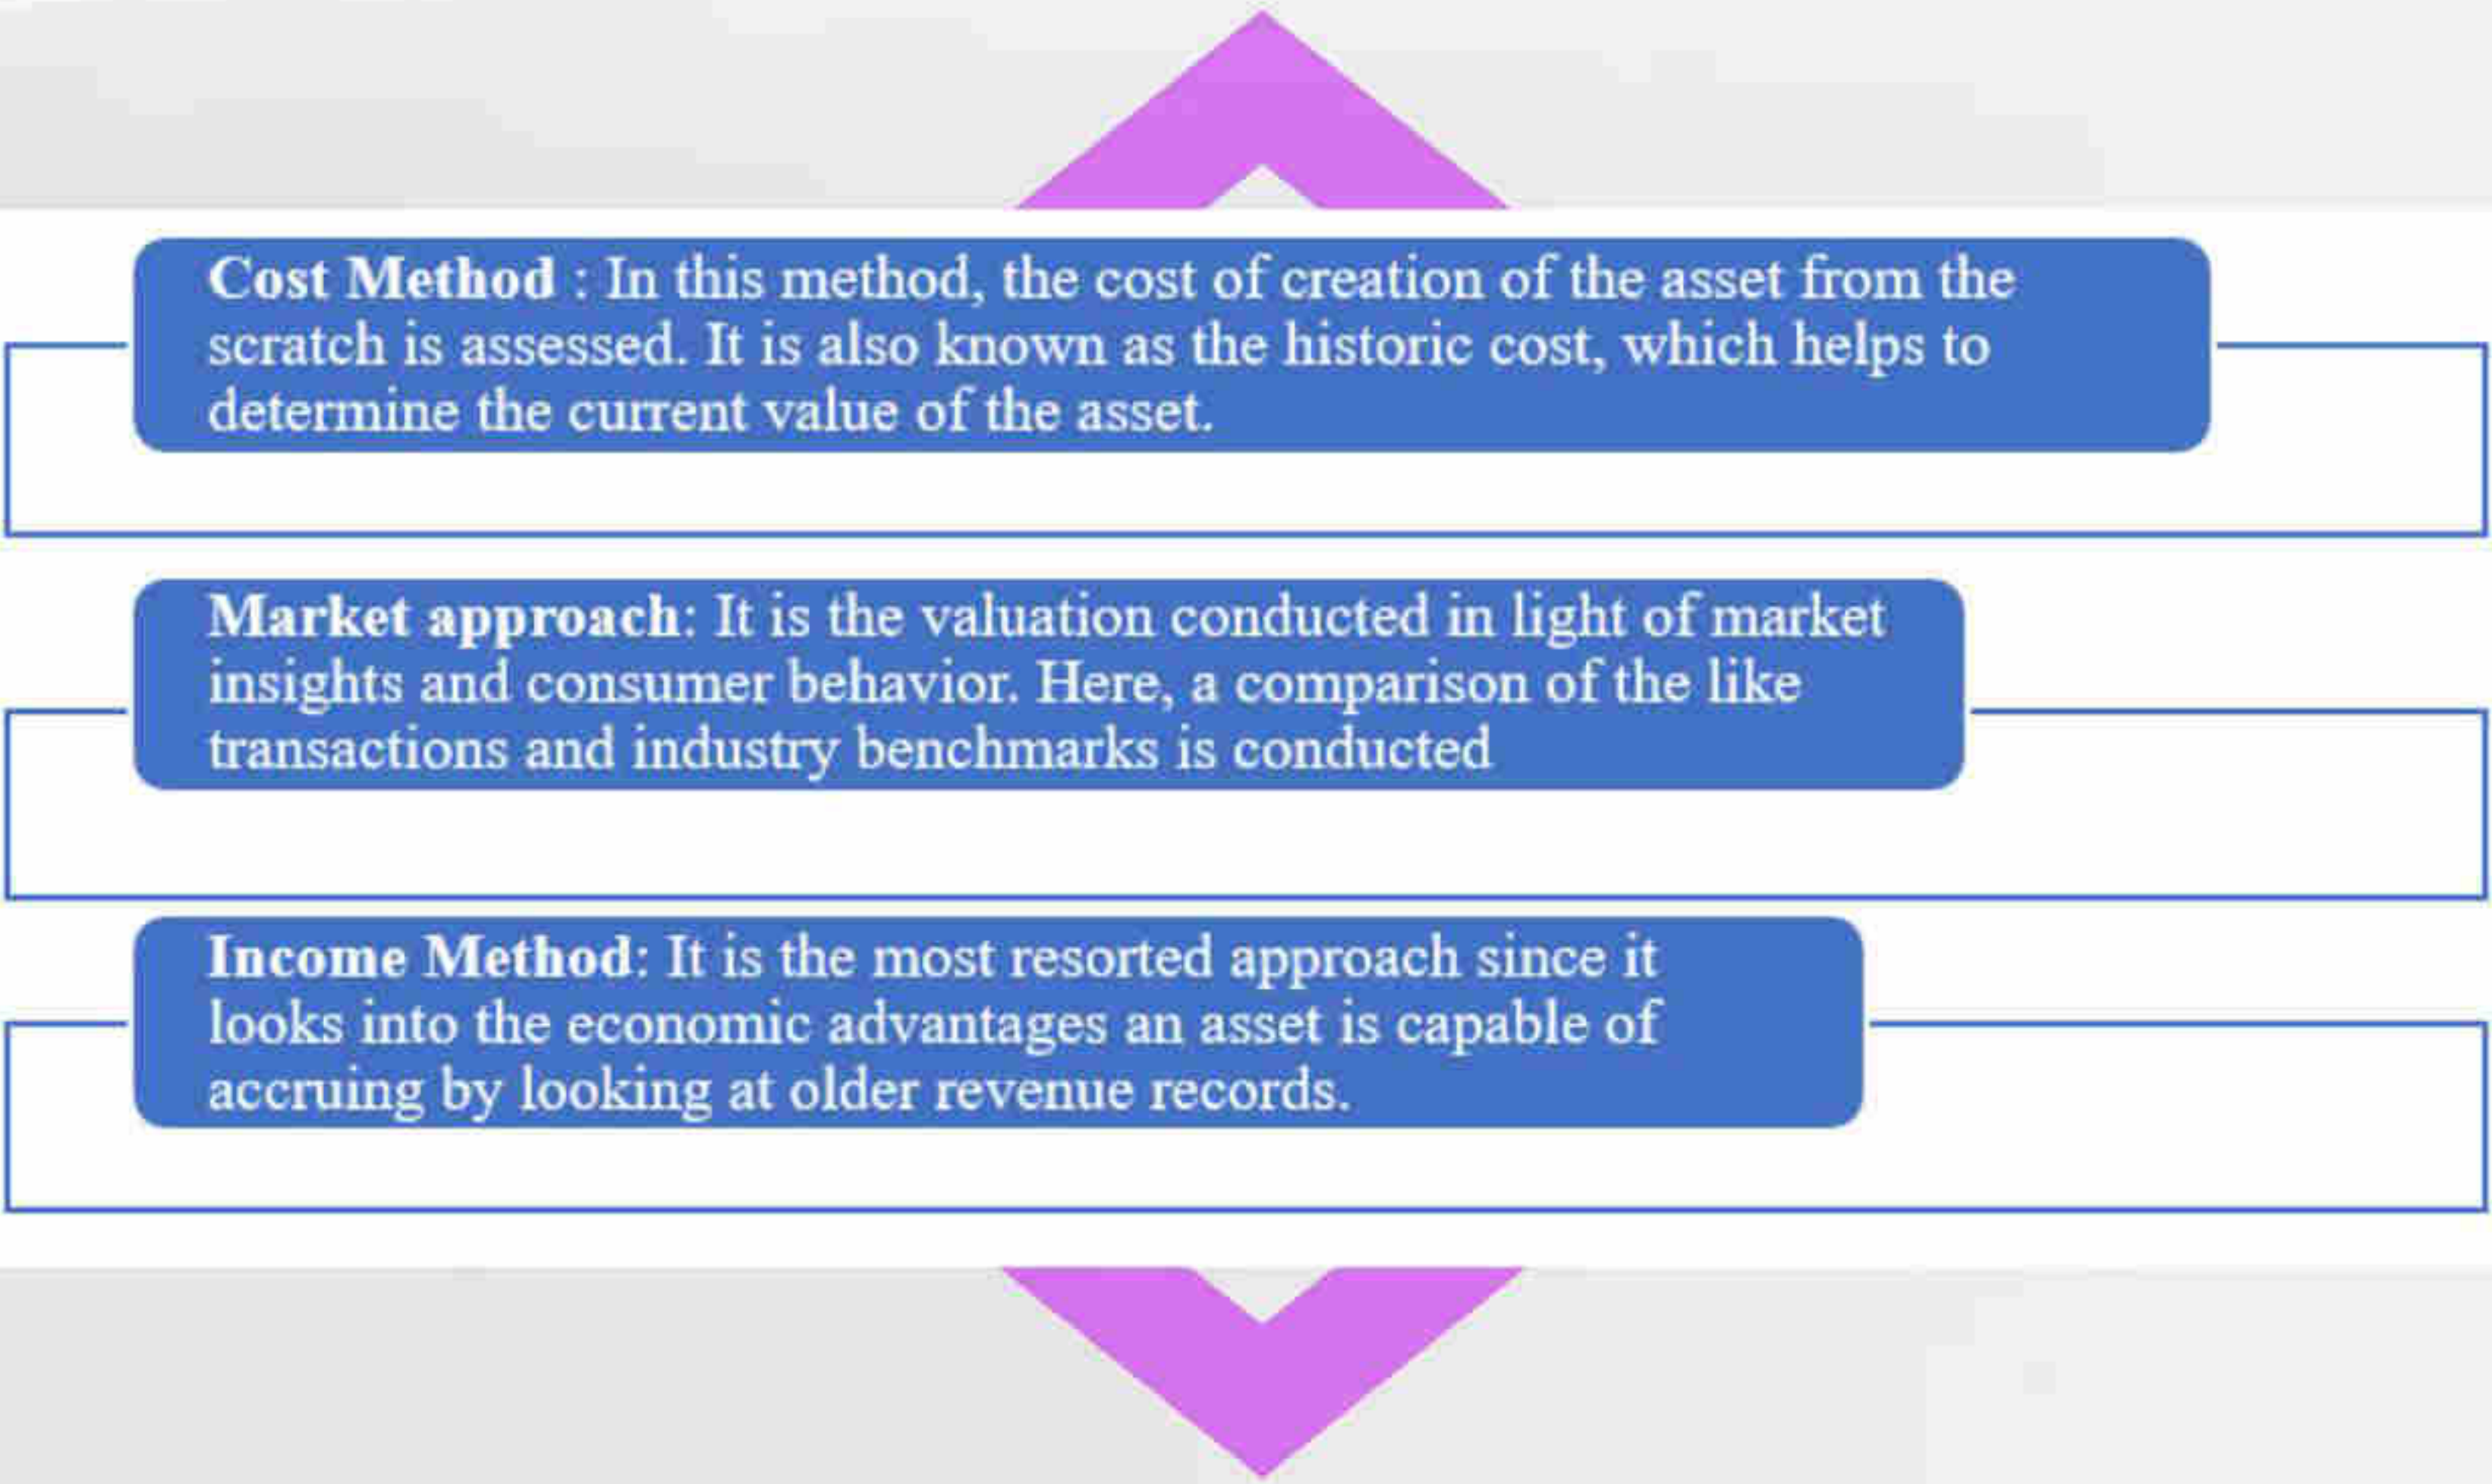 Cost Method : In this method, the cost of creation of the asset from the
scratch is assessed. It is also known as the historic cost, which helps to
determine the current value of the asset.
Market approach: It is the valuation conducted in light of market
insights and consumer behavior. Here, a comparison of the like
transactions and industry benchmarks is conducted
Income Method: It is the most resorted approach since it
looks into the economic advantages an asset is capable of
accruing by looking at older revenue records.